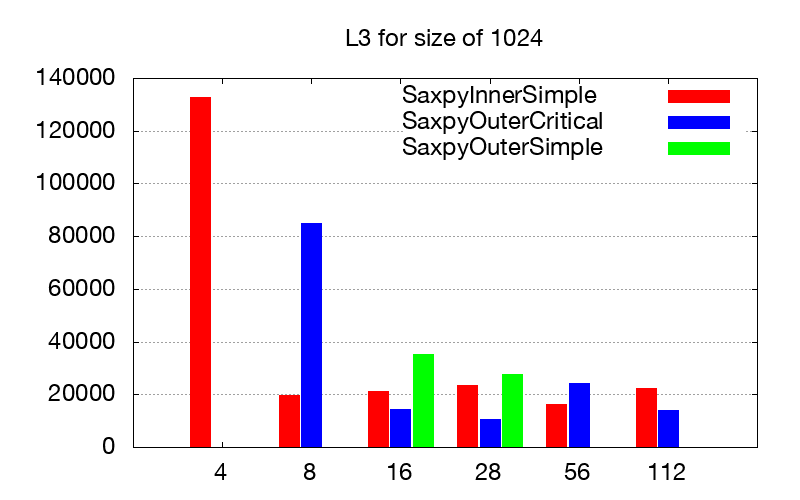 L3 for size of 1024
140000
120000
100000
80000
60000
40000
20000
0
SaxpyInnerSimple
SaxpyOuterCritical
SaxpyOuterSimple
4 8 16 28 56 112